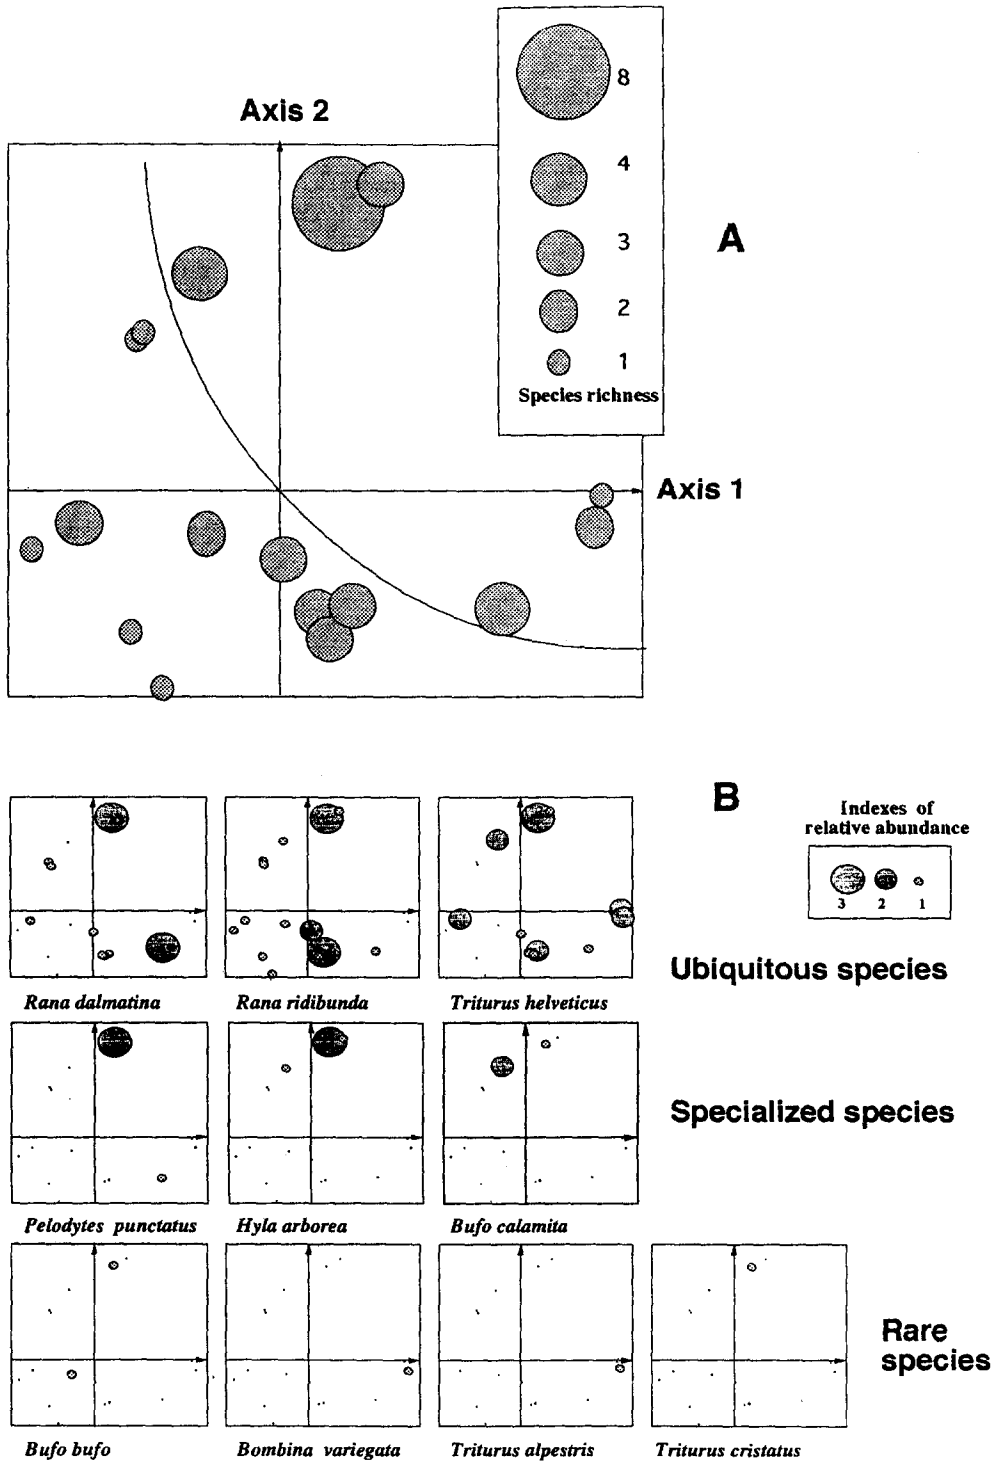 8
Axis 2
4
A
3
2
1
Species richness
Axis 1
B
Indexes of
relative abundance
3 2 1
Ubiquitous species
Rana dalmatina Rana ridibunda Triturus helveticus
Specialized species
Pelodytes punctatus Hyla arborea Bufo calamita
Rare
species
Bufo bufo Bombina variegata Triturus alpestris Triturus cristatus